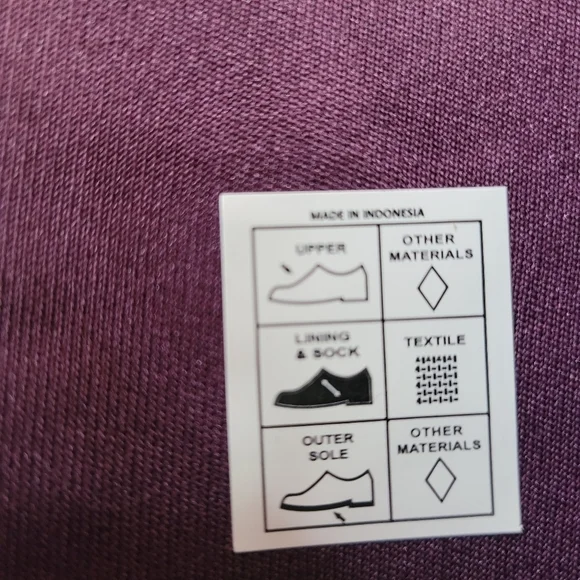 MADE IN INDONESIA
UPPER
OTHER
MATERIALS
LINING
& SOCK
TEXTILE
OUTER
SOLE
OTHER
MATERIALS